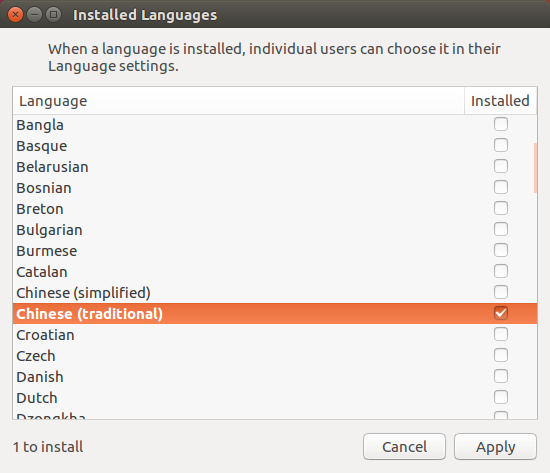 Installed Languages
When a language is installed, individual users can choose it in their
Language settings.
Language Installed
Bangla
Basque
Belarusian
Bosnian
Breton
Bulgarian
Burmese
Catalan
Chinese (simplified)
Chinese (traditional)
Croatian
Czech
Danish
Dutch
Dzongkha
1 to install Cancel Apply